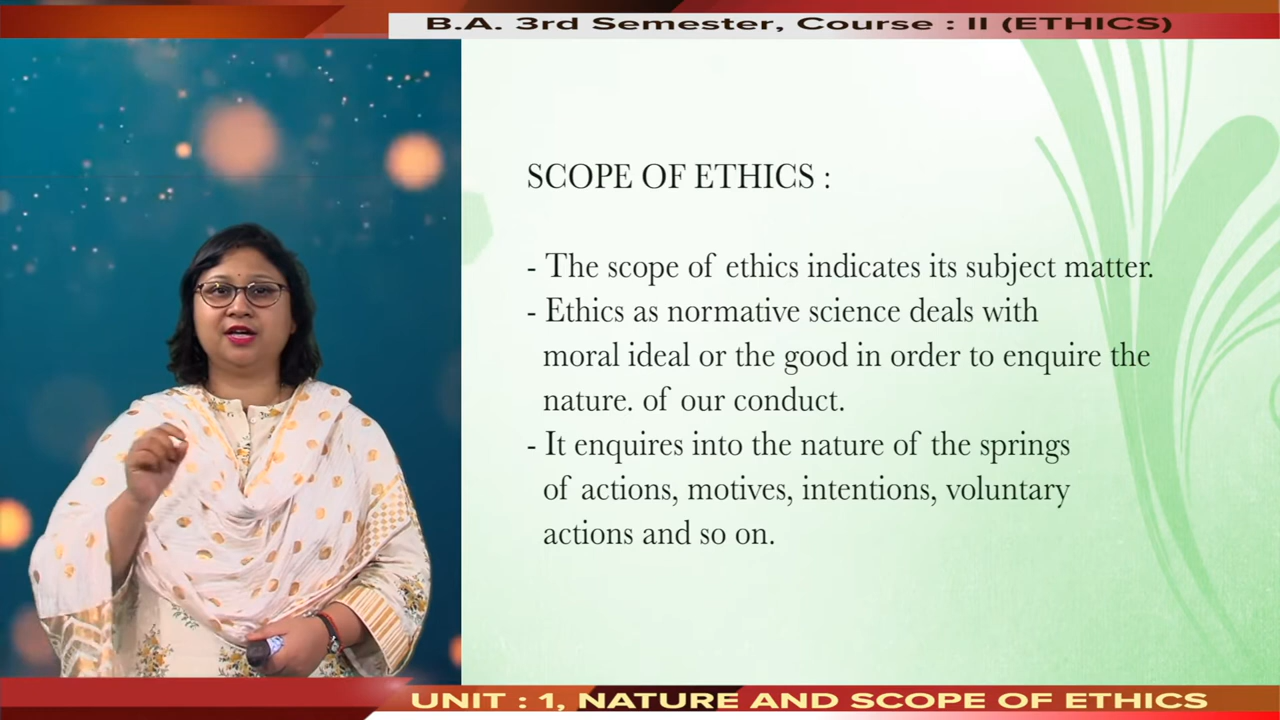 B.A. 3rd Semester, Course : II (ETHICS)
SCOPE OF ETHICS :
- The scope of ethics indicates its subject matter.
- Ethics as normative science deals with
moral ideal or the good in order to enquire the
nature. of our conduct.
- It enquires into the nature of the springs
of actions, motives, intentions, voluntary
actions and so on.
UNIT : 1, NATURE AND SCOPE OF ETHICS